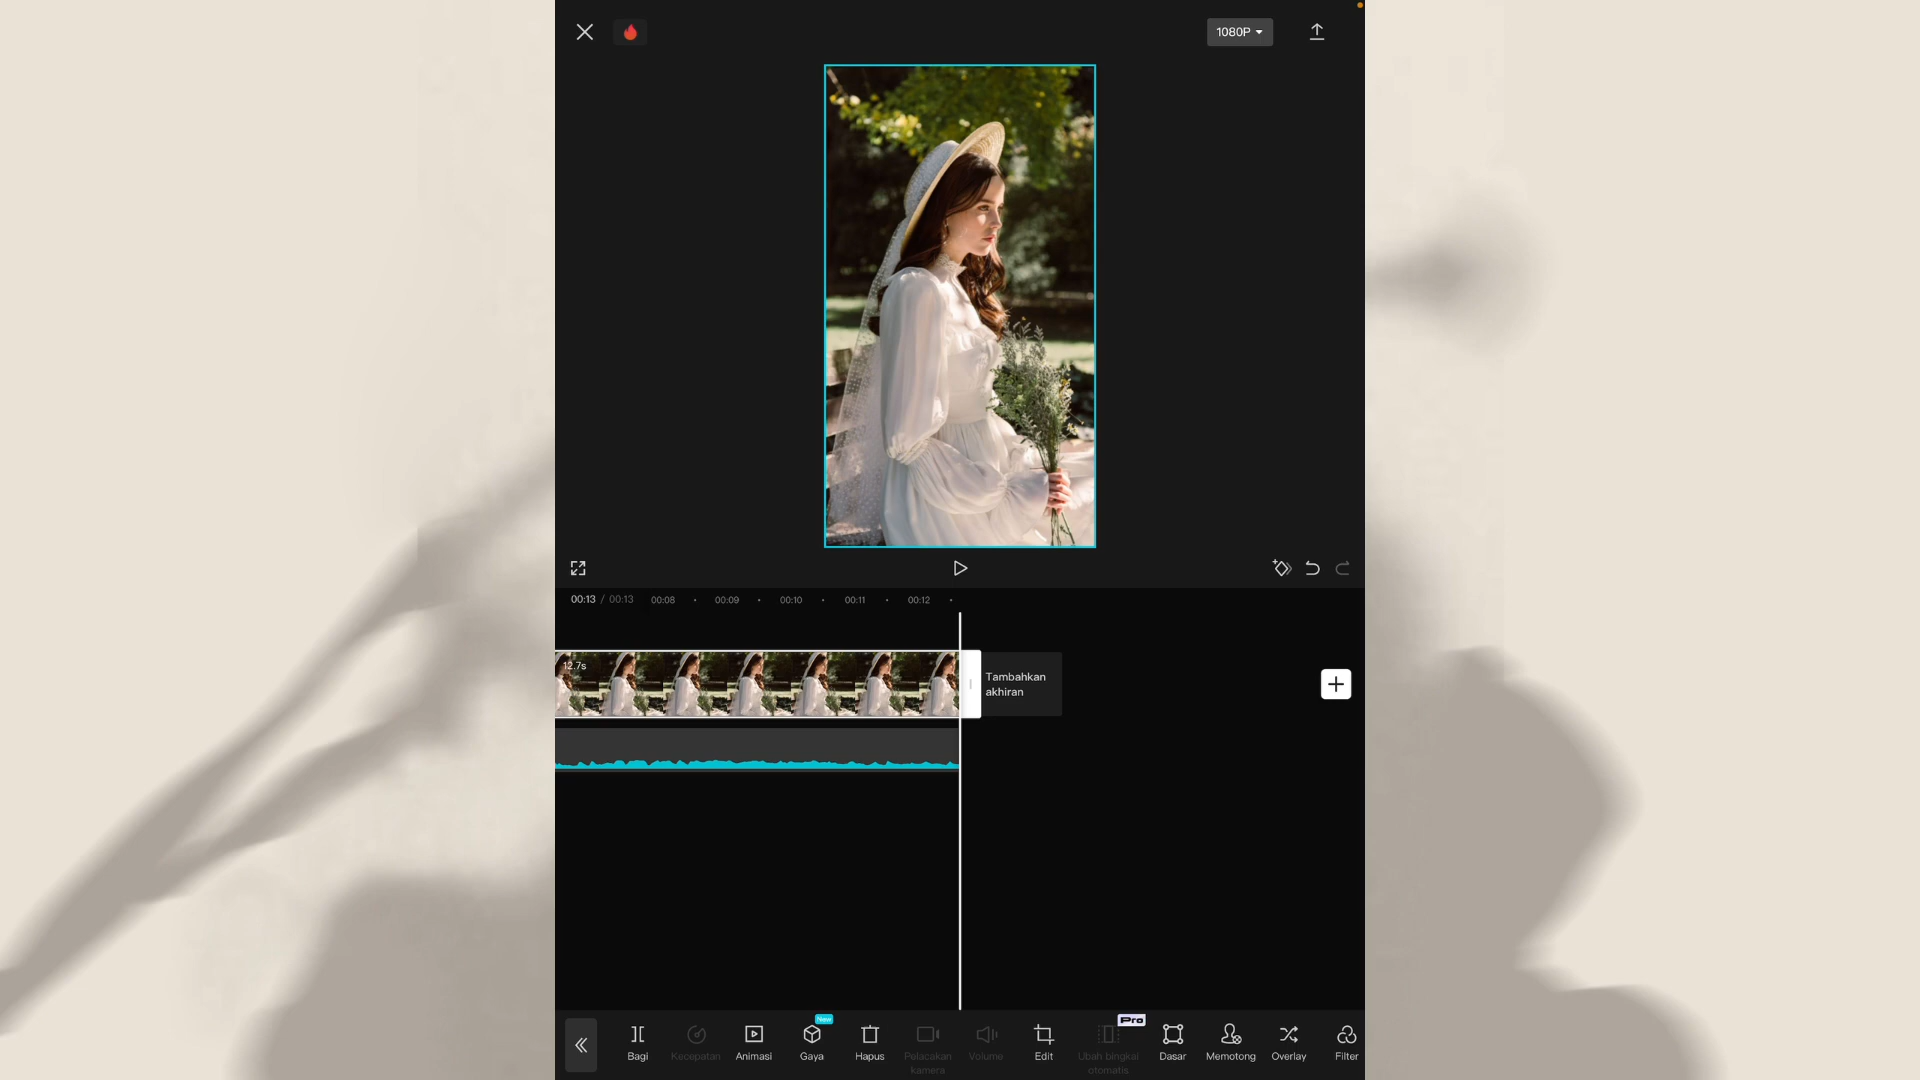 1080P
00:13 / 00:13 00:08 00:09 00:10 00:11 00:12
12.7s
Tambahkan
akhiran
New
Pro
Bagi Kecepatan Animasi Gaya Hapus Pelacakan kamera Volume Edit Ubah bingkai otomatis Dasar Memotong Overlay Filter